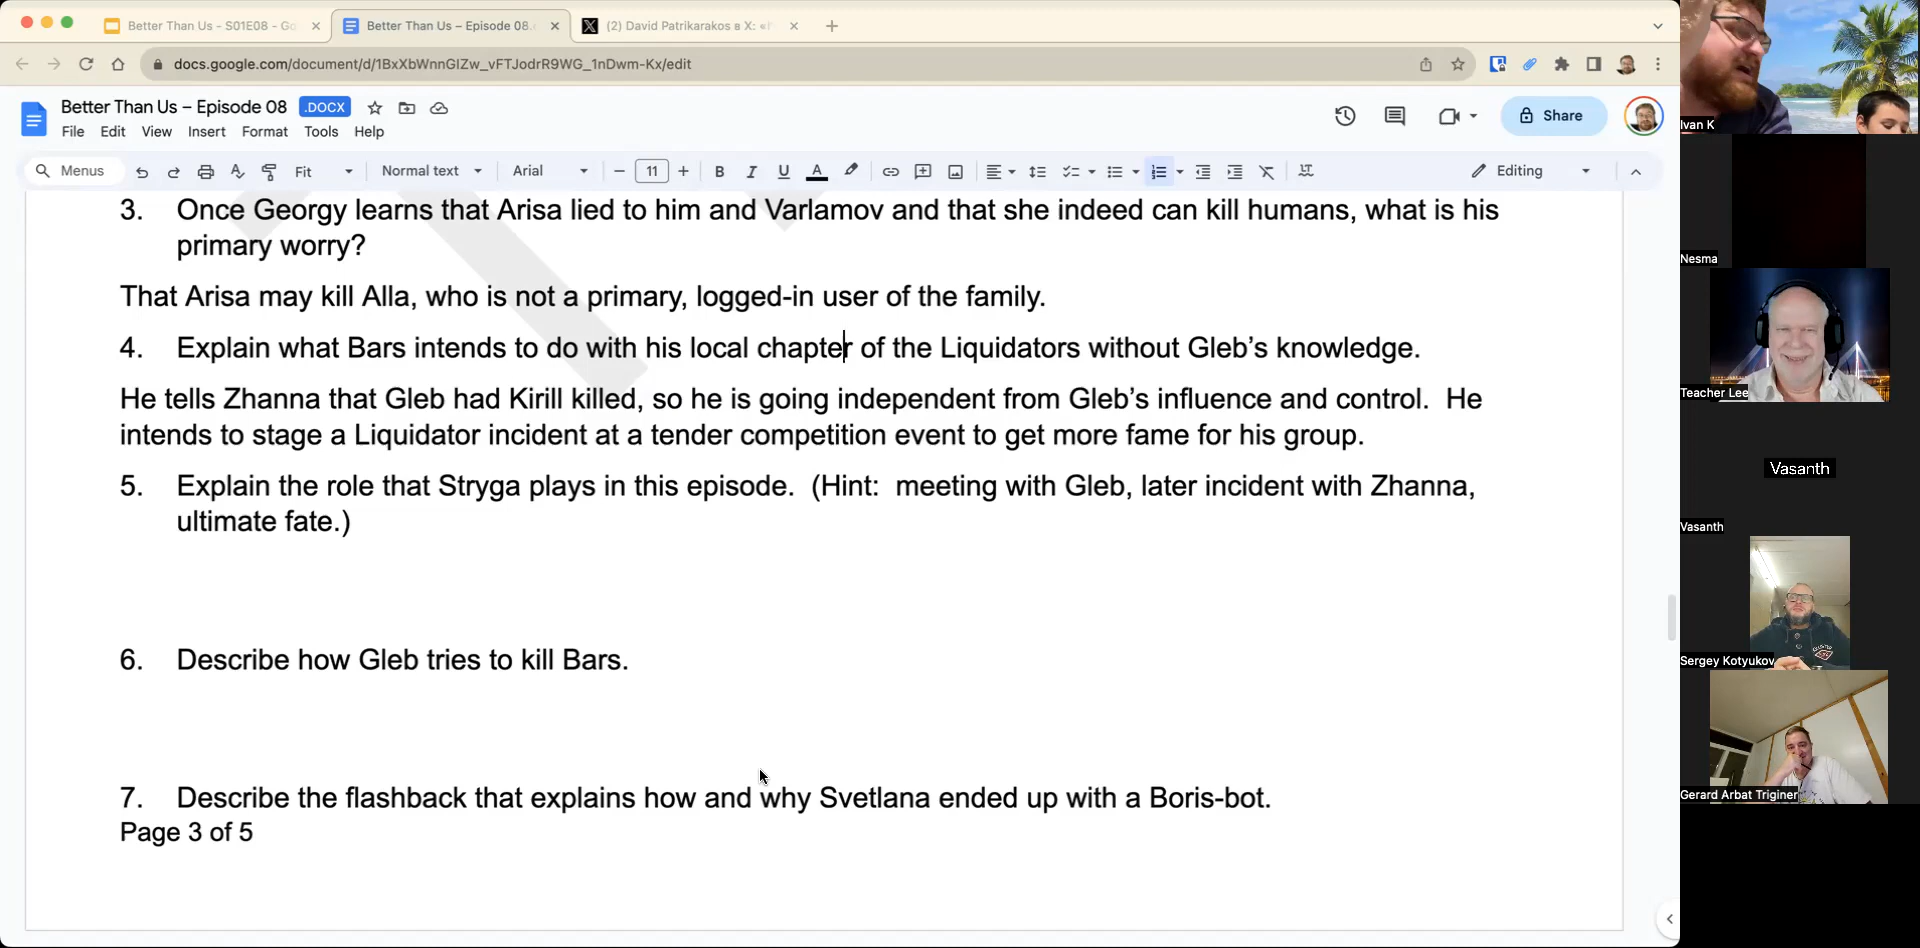 Better Than Us - S01E08 - Go
Better Than Us – Episode 08.
(2) David Patrikarakos в X: «
docs.google.com/document/d/1BxXbWnnGIZw_vFTJodrR9WG_1nDwm-Kx/edit
Better Than Us – Episode 08 .DOCX
Share
File Edit View Insert Format Tools Help
Menus Fit Normal text Arial 11 Editing
3. Once Georgy learns that Arisa lied to him and Varlamov and that she indeed can kill humans, what is his
primary worry?
That Arisa may kill Alla, who is not a primary, logged-in user of the family.
4. Explain what Bars intends to do with his local chapter of the Liquidators without Gleb’s knowledge.
He tells Zhanna that Gleb had Kirill killed, so he is going independent from Gleb’s influence and control.  He
intends to stage a Liquidator incident at a tender competition event to get more fame for his group.
5. Explain the role that Stryga plays in this episode.  (Hint:  meeting with Gleb, later incident with Zhanna,
ultimate fate.)
6. Describe how Gleb tries to kill Bars.
7. Describe the flashback that explains how and why Svetlana ended up with a Boris-bot.
Page 3 of 5
Ivan K
Nesma
Teacher Lee
Vasanth
Vasanth
Sergey Kotyukov
Gerard Arbat Triginer